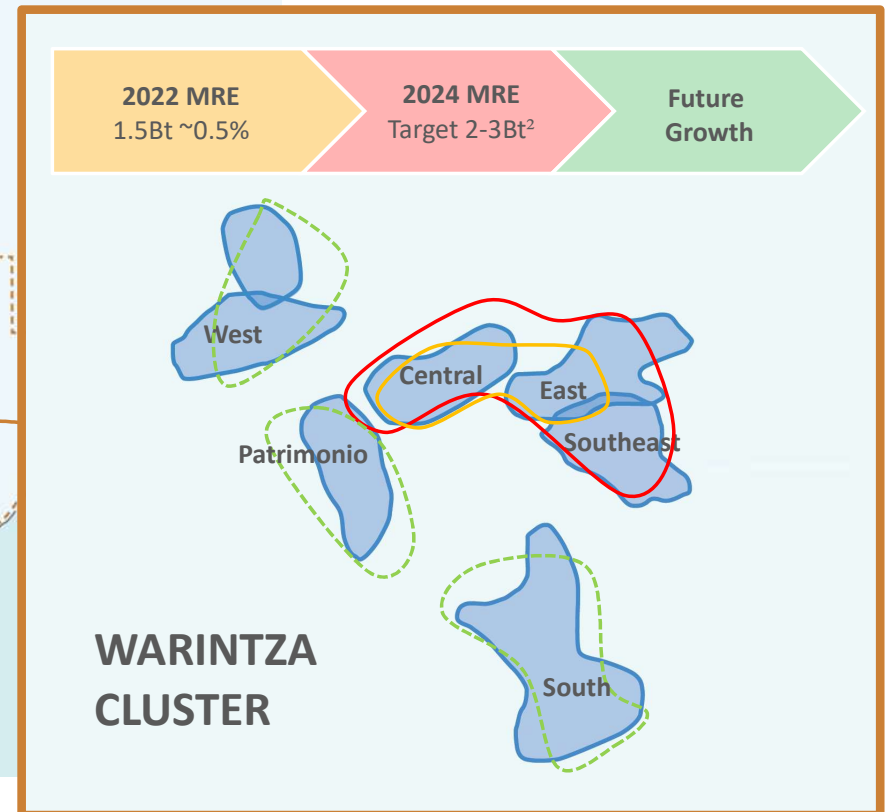 2022 MRE
1.5Bt ~0.5%
2024 MRE
Target 2-3Bt²
Future
Growth
West
Central
East
Southeast
Patrimonio
South
WARINTZA
CLUSTER